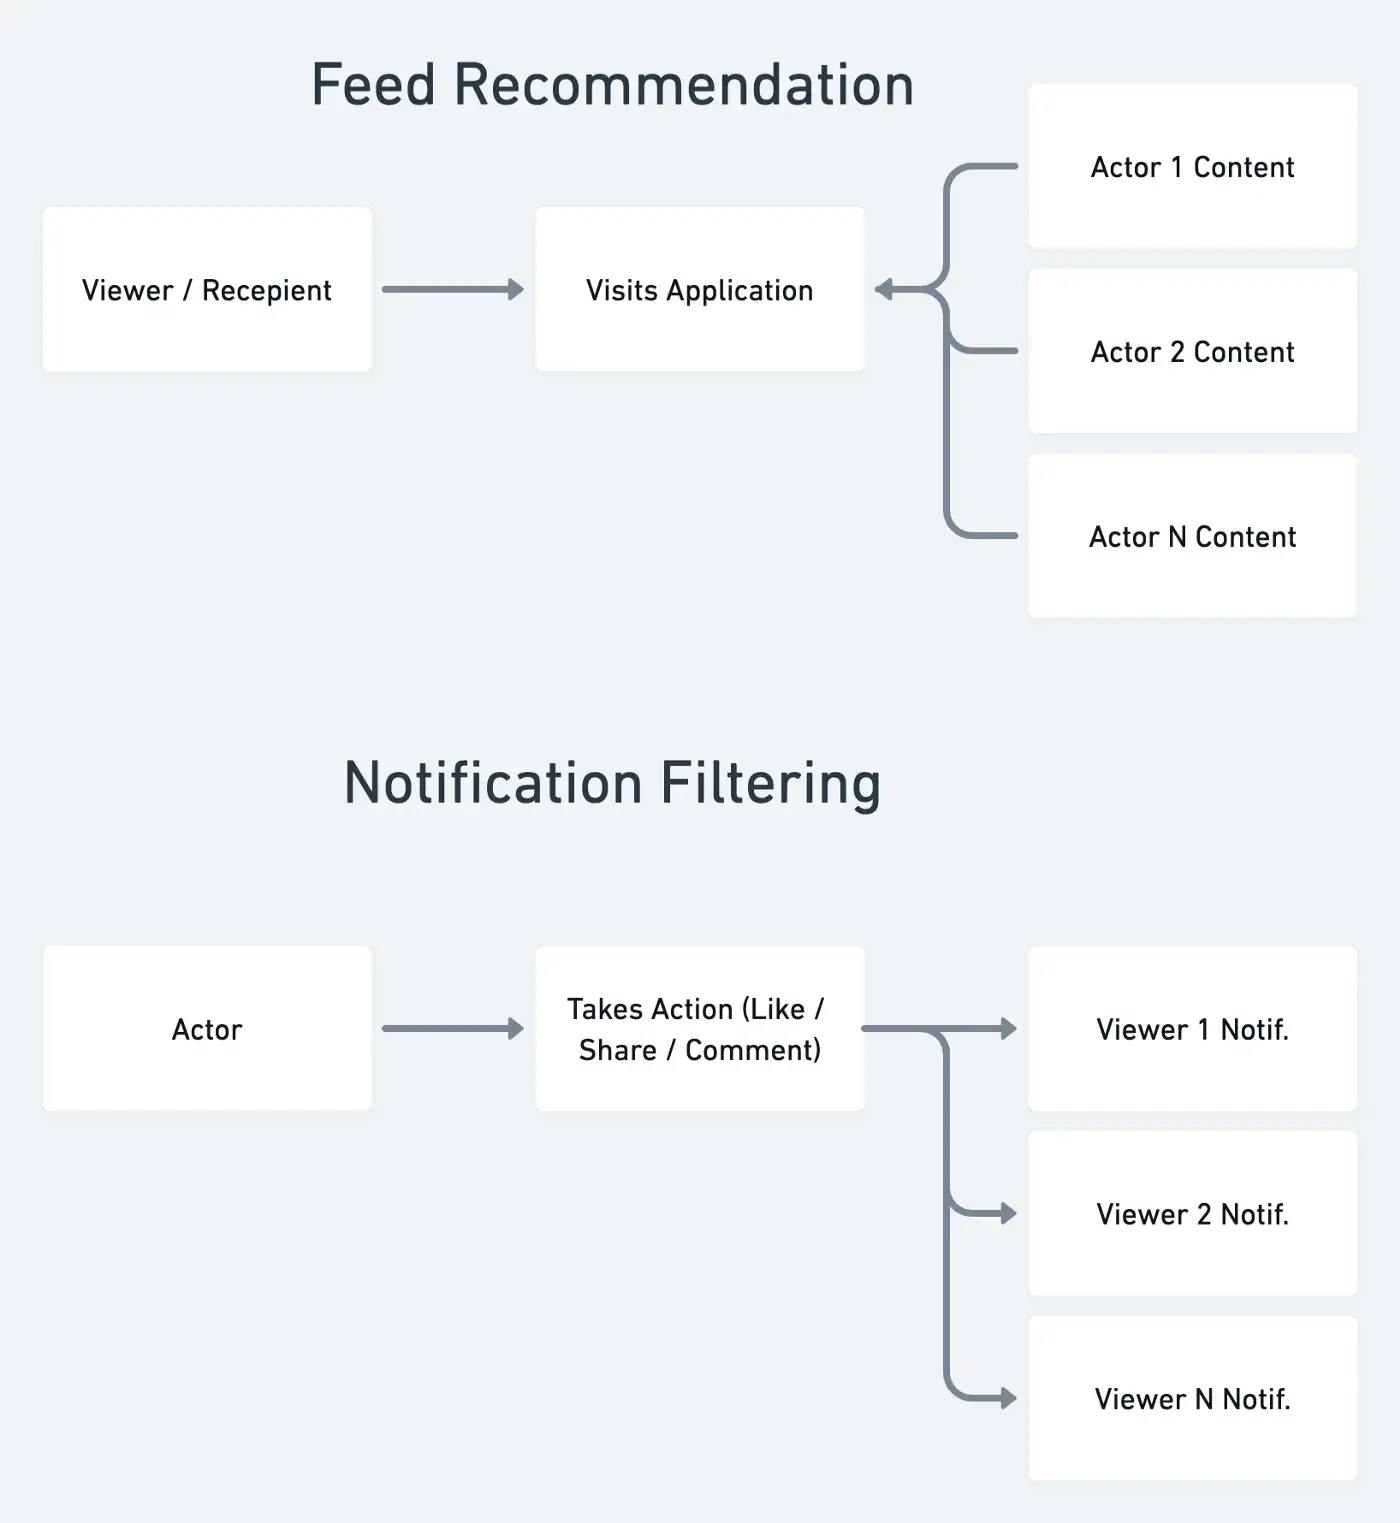 Feed Recommendation
Actor 1 Content
Viewer / Recepient
Visits Application
Actor 2 Content
Actor N Content
Notification Filtering
Actor
Takes Action (Like /
Share / Comment)
Viewer 1 Notif.
Viewer 2 Notif.
Viewer N Notif.